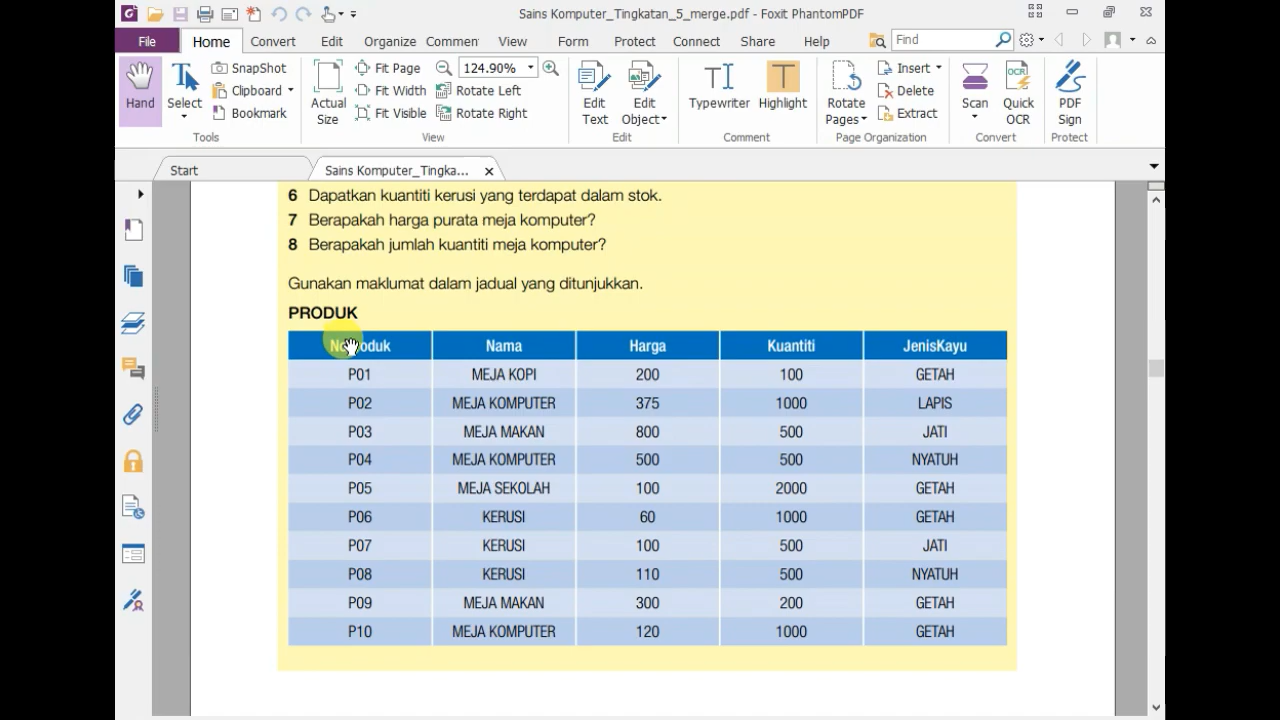 Sains Komputer_Tingkatan_5_merge.pdf - Foxit PhantomPDF
File Home Convert Edit Organize Commen View Form Protect Connect Share Help Find
Hand
Select
SnapShot
Clipboard
Bookmark
Tools
Actual Size
Fit Page
Fit Width
Fit Visible
124.90%
Rotate Left
Rotate Right
View
Edit Text
Edit Object
Edit
Typewriter
Highlight
Comment
Rotate Pages
Insert
Delete
Extract
Page Organization
Scan
Quick OCR
Convert
PDF Sign
Protect
Start
Sains Komputer_Tingka...
6 Dapatkan kuantiti kerusi yang terdapat dalam stok.
7 Berapakah harga purata meja komputer?
8 Berapakah jumlah kuantiti meja komputer?
Gunakan maklumat dalam jadual yang ditunjukkan.
PRODUK
Nama Harga Kuantiti JenisKayu
P01 MEJA KOPI 200 100 GETAH
P02 MEJA KOMPUTER 375 1000 LAPIS
P03 MEJA MAKAN 800 500 JATI
P04 MEJA KOMPUTER 500 500 NYATUH
P05 MEJA SEKOLAH 100 2000 GETAH
P06 KERUSI 60 1000 GETAH
P07 KERUSI 100 500 JATI
P08 KERUSI 110 500 NYATUH
P09 MEJA MAKAN 300 200 GETAH
P10 MEJA KOMPUTER 120 1000 GETAH